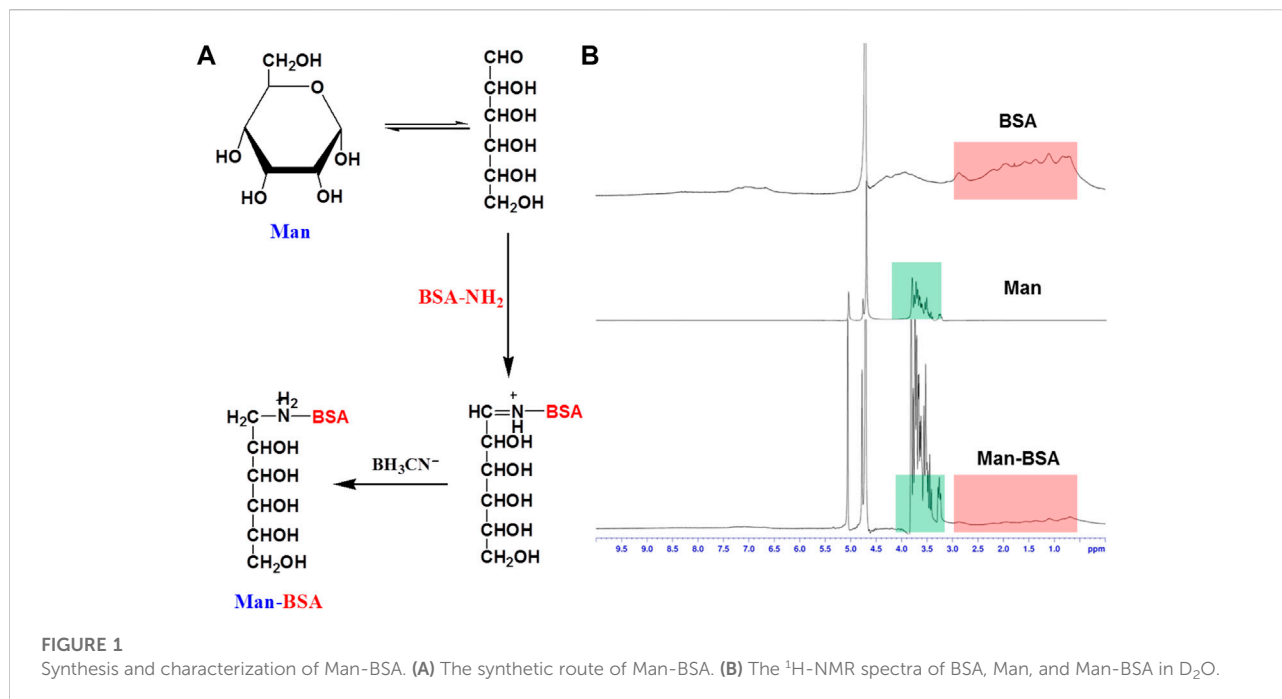 A
CH₂OH
O
HO
OH
HO
OH
Man
CHO
CHOH
CHOH
CHOH
CHOH
CH₂OH
BSA-NH₂
+
HC=N—BSA
H
CHOH
CHOH
CHOH
CHOH
CH₂OH
BH₃CN⁻
+
H₂
H₂C—N—BSA
CHOH
CHOH
CHOH
CHOH
CH₂OH
Man-BSA
B
BSA
Man
Man-BSA
9.5 9.0 8.5 8.0 7.5 7.0 6.5 6.0 5.5 5.0 4.5 4.0 3.5 3.0 2.5 2.0 1.5 1.0 ppm
FIGURE 1
Synthesis and characterization of Man-BSA. (A) The synthetic route of Man-BSA. (B) The ¹H-NMR spectra of BSA, Man, and Man-BSA in D₂O.